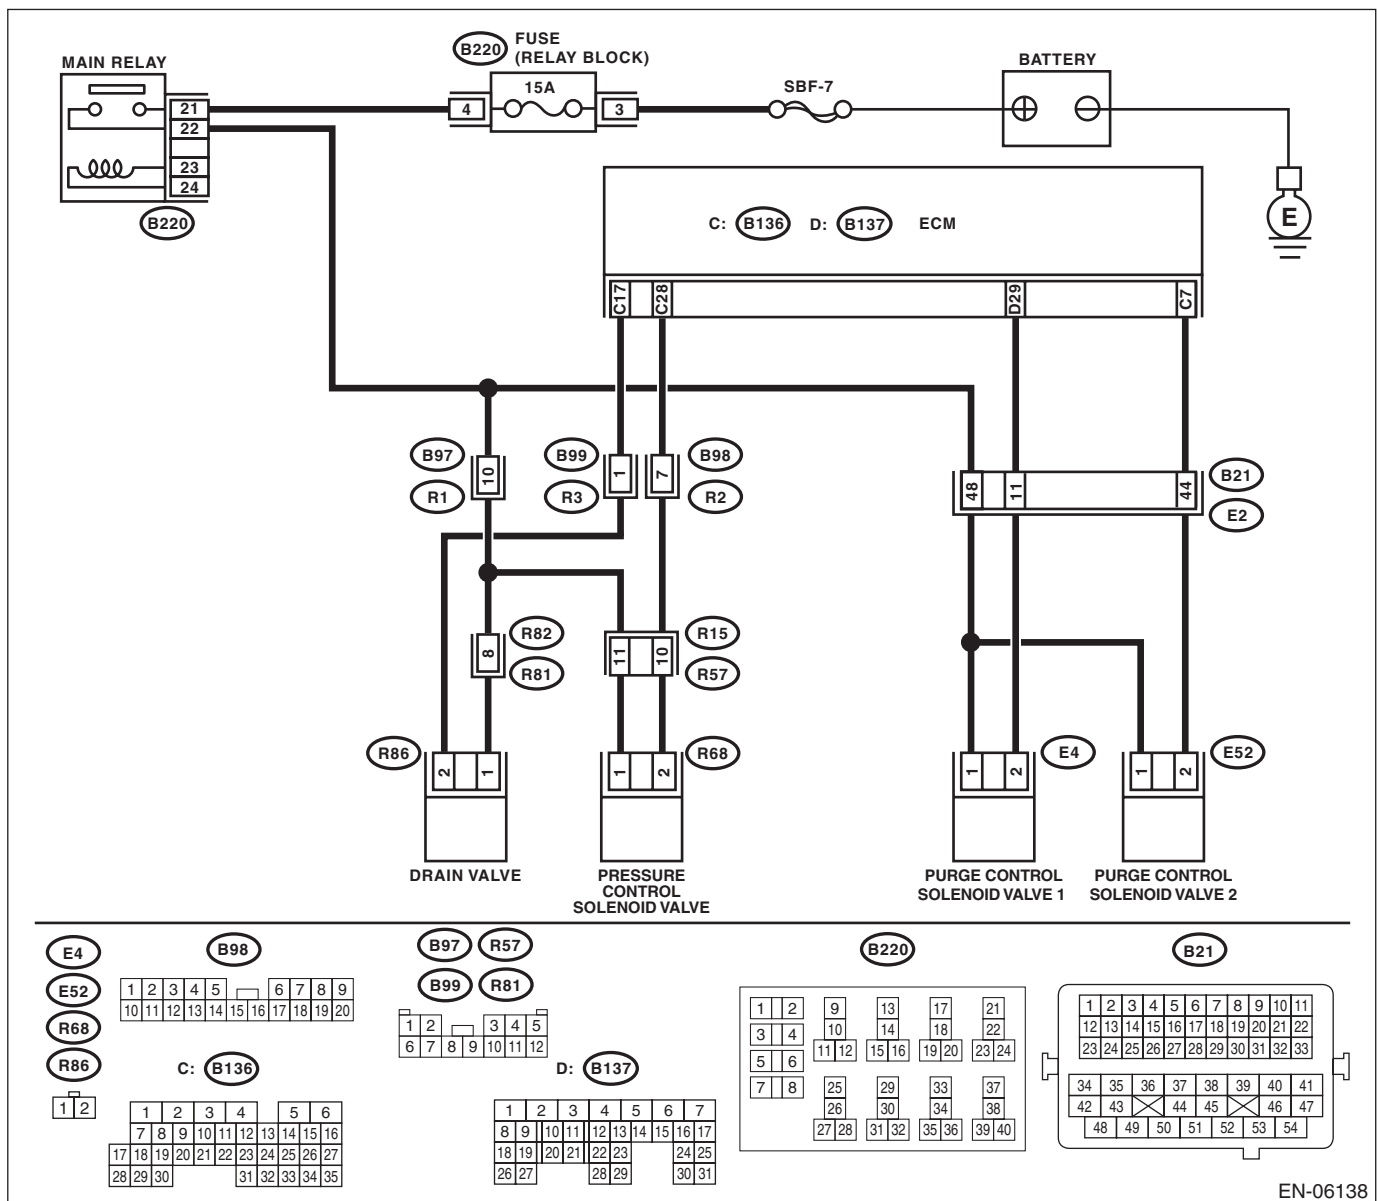 B220
FUSE
(RELAY BLOCK)
MAIN RELAY
15A
SBF-7
BATTERY
21
22
23
24
4
3
B220
E
C: B136 D: B137 ECM
C17
C28
D29
C7
B97
R1
10
B99
R3
1
7
B98
R2
48
11
44
B21
E2
8
R82
R81
11
10
R15
R57
R86
2
1
1
2
R68
1
2
E4
1
2
E52
DRAIN VALVE
PRESSURE
CONTROL
SOLENOID VALVE
PURGE CONTROL
SOLENOID VALVE 1
PURGE CONTROL
SOLENOID VALVE 2
E4
E52
R68
R86
1 2
B98
1 2 3 4 5 6 7 8 9
10 11 12 13 14 15 16 17 18 19 20
C: B136
1 2 3 4 5 6
7 8 9 10 11 12 13 14 15 16
17 18 19 20 21 22 23 24 25 26 27
28 29 30 31 32 33 34 35
B97 R57
B99 R81
1 2 3 4 5
6 7 8 9 10 11 12
D: B137
1 2 3 4 5 6 7
8 9 10 11 12 13 14 15 16 17
18 19 20 21 22 23 24 25
26 27 28 29 30 31
B220
1 2 9 13 17 21
3 4 10 14 18 22
11 12 15 16 19 20 23 24
5 6
7 8 25 29 33 37
26 30 34 38
27 28 31 32 35 36 39 40
B21
1 2 3 4 5 6 7 8 9 10 11
12 13 14 15 16 17 18 19 20 21 22
23 24 25 26 27 28 29 30 31 32 33
34 35 36 37 38 39 40 41
42 43 44 45 46 47
48 49 50 51 52 53 54
EN-06138